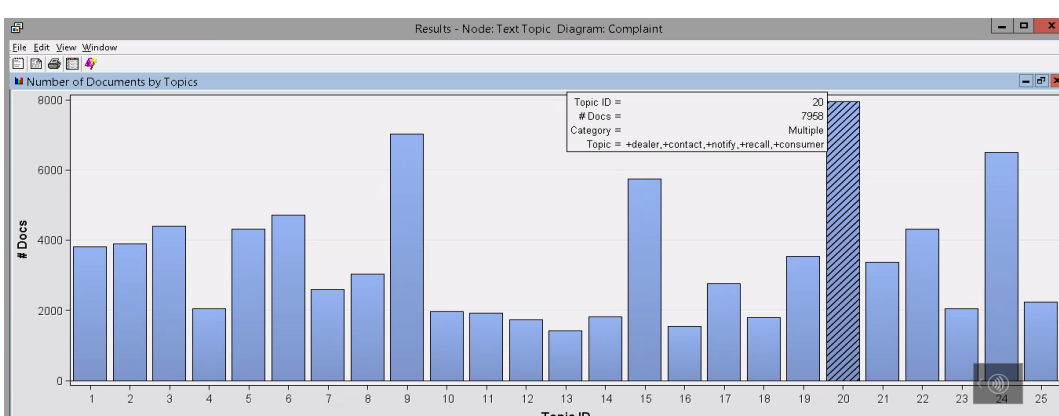 Results - Node: Text Topic Diagram: Complaint
File Edit View Window
Number of Documents by Topics
8000
6000
4000
2000
0
# Docs
Topic ID = 20
# Docs = 7958
Category = Multiple
Topic = +dealer,+contact,+notify,+recall,+consumer
1 2 3 4 5 6 7 8 9 10 11 12 13 14 15 16 17 18 19 20 21 22 23 24 25
Topic ID